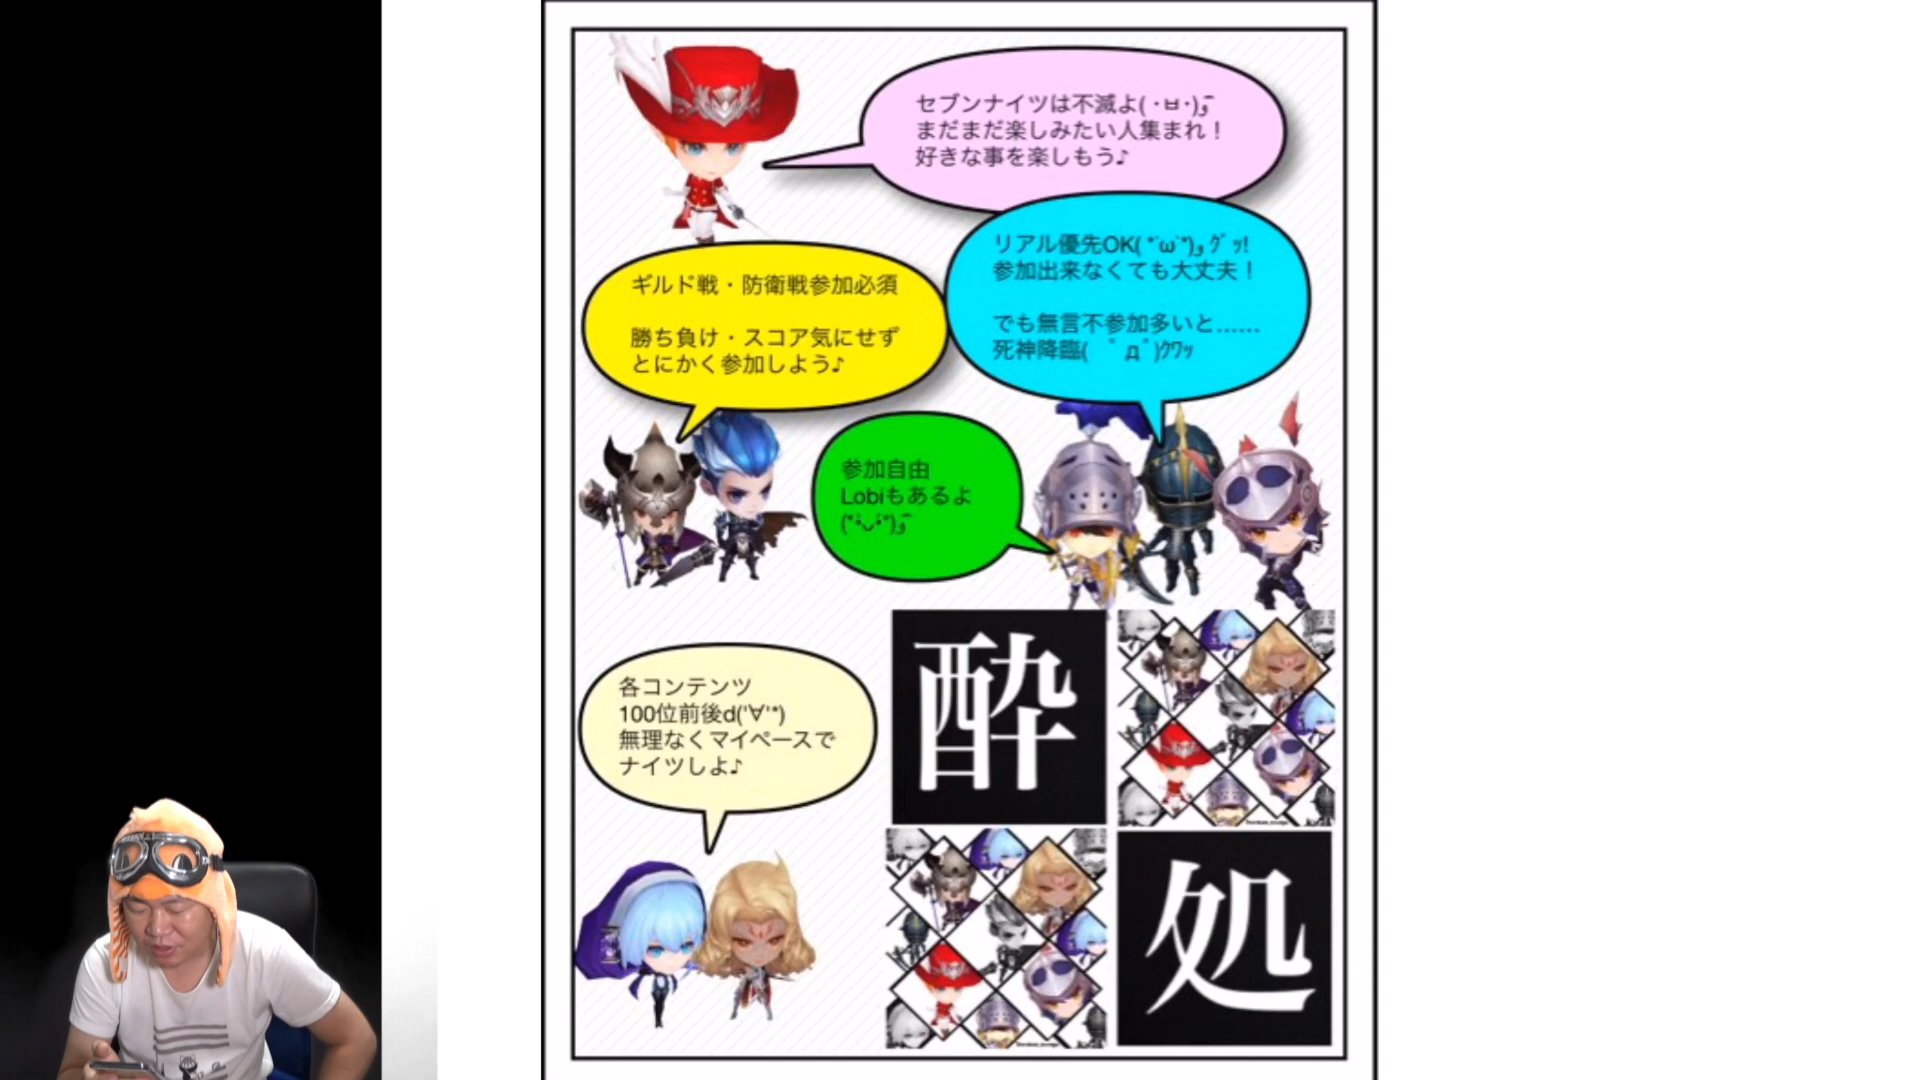 セブンナイツは不滅よ( ･ㅂ･)و ̑̑
まだまだ楽しみたい人集まれ！
好きな事を楽しもう♪
リアル優先OK( *˙ω˙*)و ｸﾞｯ!
参加出来なくても大丈夫！
でも無言不参加多いと……
死神降臨(　ﾟдﾟ)ｸﾜｯ
ギルド戦・防衛戦参加必須
勝ち負け・スコア気にせず
とにかく参加しよう♪
参加自由
Lobiもあるよ
(*•̀ᴗ•́*)و ̑̑
各コンテンツ
100位前後d('∀'*)
無理なくマイペースで
ナイツしよ♪
酔
処